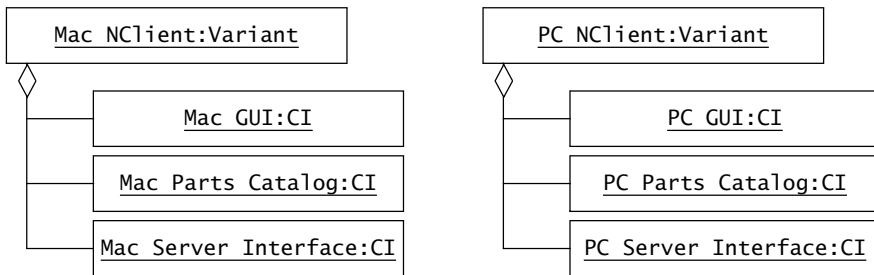 Mac NClient:Variant
Mac GUI:CI
Mac Parts Catalog:CI
Mac Server Interface:CI
PC NClient:Variant
PC GUI:CI
PC Parts Catalog:CI
PC Server Interface:CI